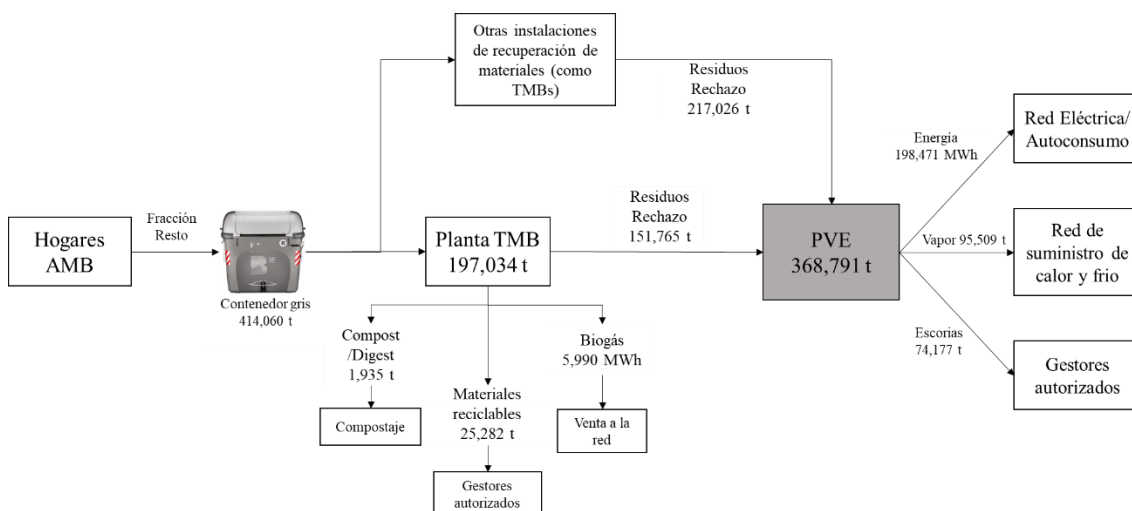 Otras instalaciones
de recuperación de
materiales (como
TMBs)
Residuos
Rechazo
217,026 t
Red Eléctrica/
Autoconsumo
Energía
198,471 MWh
Hogares
AMB
Fracción
Resto
Contenedor gris
414,060 t
Planta TMB
197,034 t
Residuos
Rechazo
151,765 t
PVE
368,791 t
Vapor 95,509 t
Red de
suministro de
calor y frio
Escorias
74,177 t
Gestores
autorizados
Compost
/Digest
1,935 t
Compostaje
Materiales
reciclables
25,282 t
Gestores
autorizados
Biogás
5,990 MWh
Venta a la
red